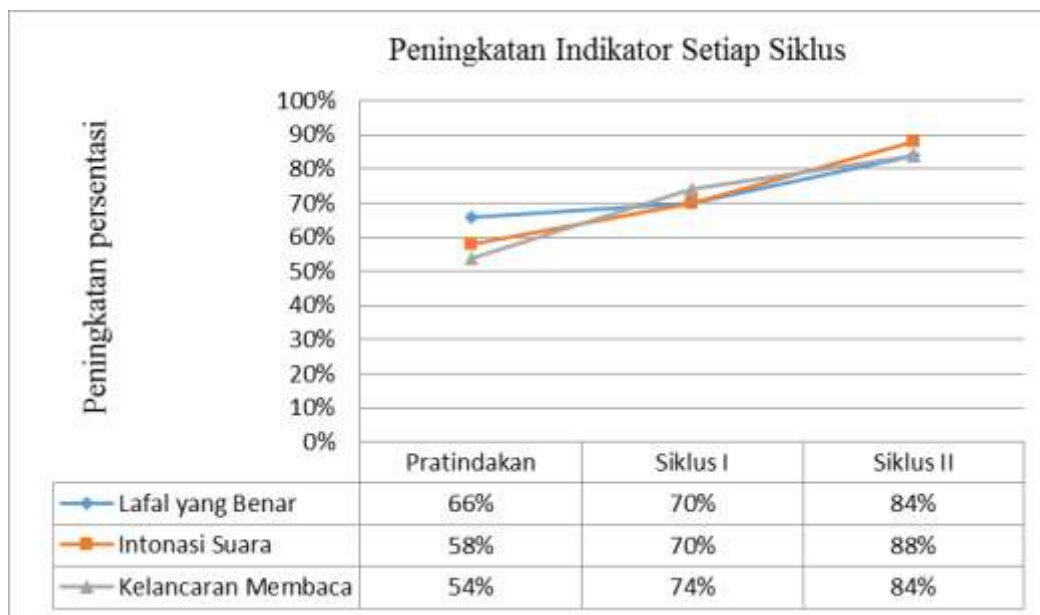 Peningkatan Indikator Setiap Siklus
Peningkatan persentasi
100%
90%
80%
70%
60%
50%
40%
30%
20%
10%
0%
Pratindakan Siklus I Siklus II
Lafal yang Benar 66% 70% 84%
Intonasi Suara 58% 70% 88%
Kelancaran Membaca 54% 74% 84%